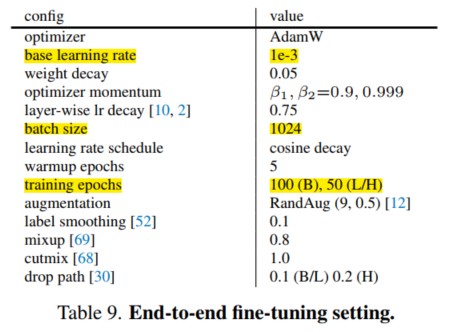 config value
optimizer AdamW
base learning rate 1e-3
weight decay 0.05
optimizer momentum β1, β2=0.9, 0.999
layer-wise lr decay [10, 2] 0.75
batch size 1024
learning rate schedule cosine decay
warmup epochs 5
training epochs 100 (B), 50 (L/H)
augmentation RandAug (9, 0.5) [12]
label smoothing [52] 0.1
mixup [69] 0.8
cutmix [68] 1.0
drop path [30] 0.1 (B/L) 0.2 (H)
Table 9. End-to-end fine-tuning setting.